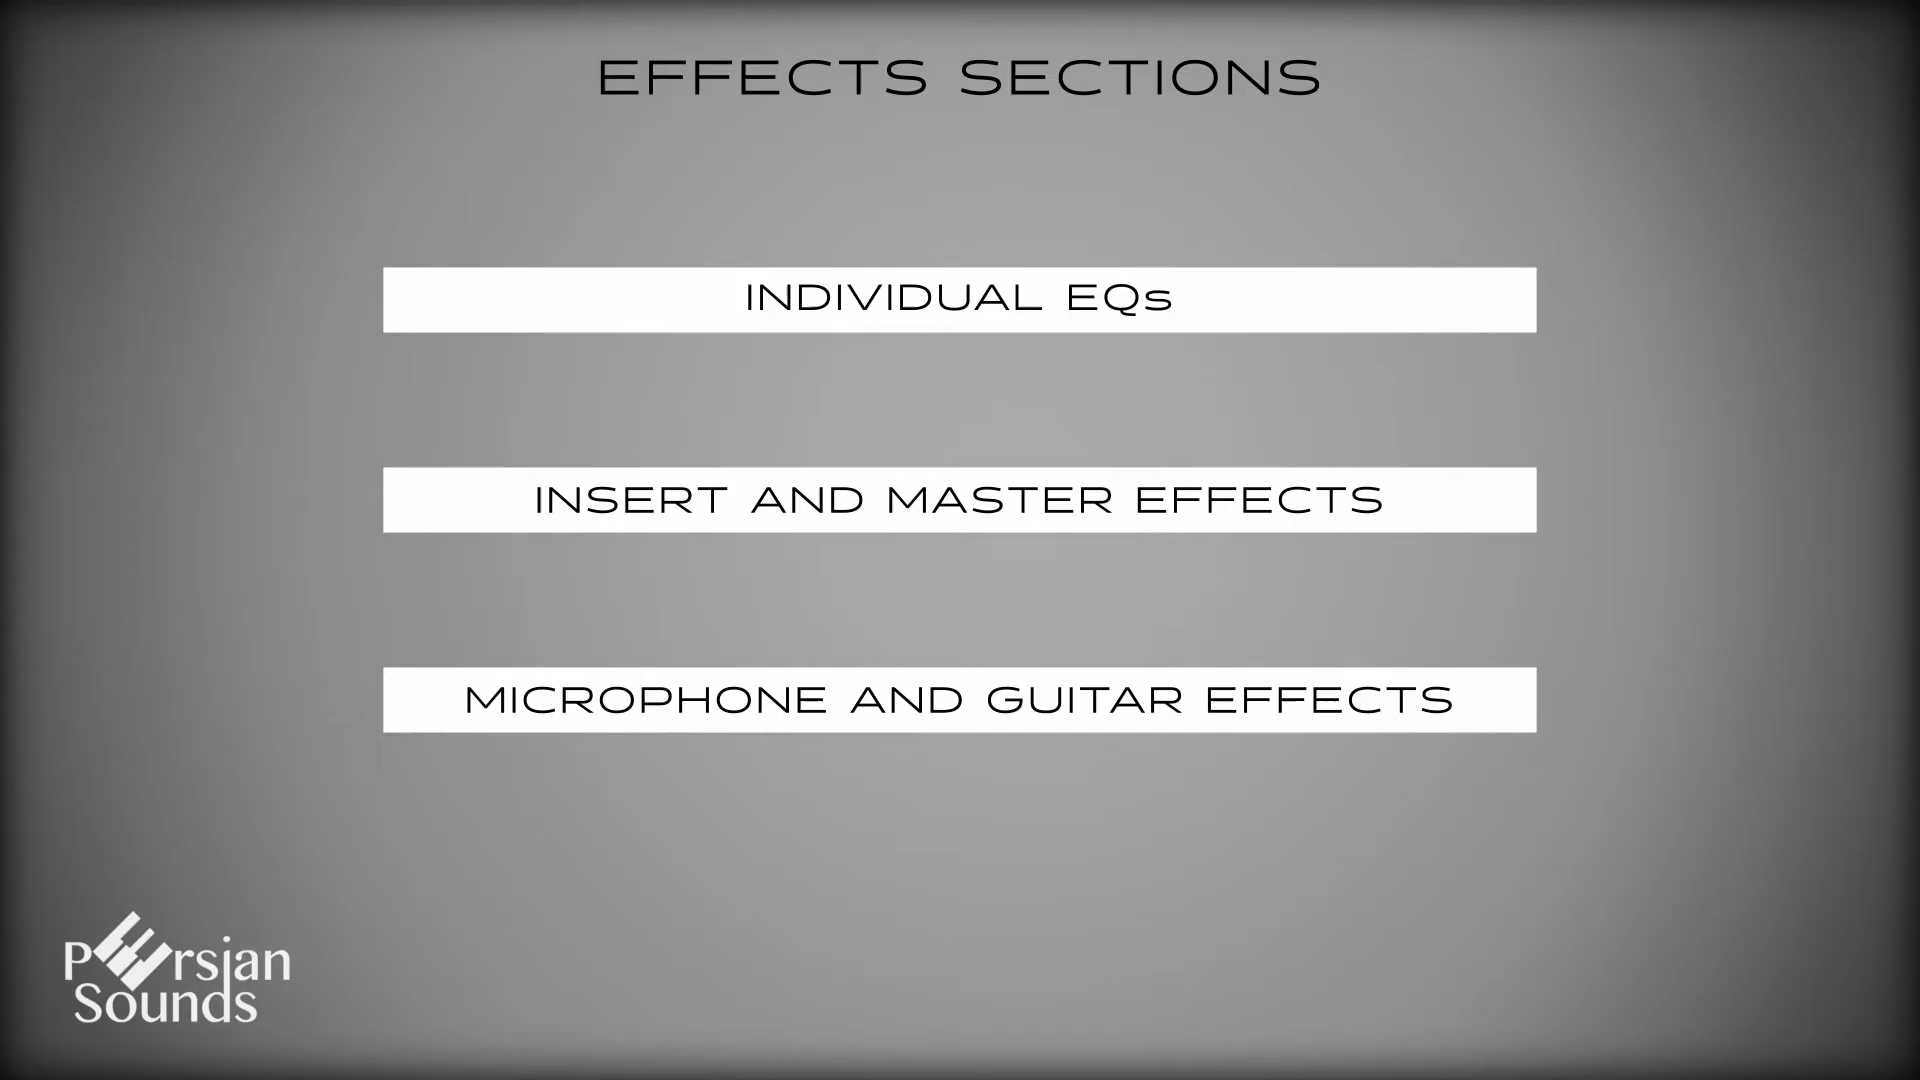 EFFECTS SECTIONS
INDIVIDUAL EQs
INSERT AND MASTER EFFECTS
MICROPHONE AND GUITAR EFFECTS
Persian
Sounds